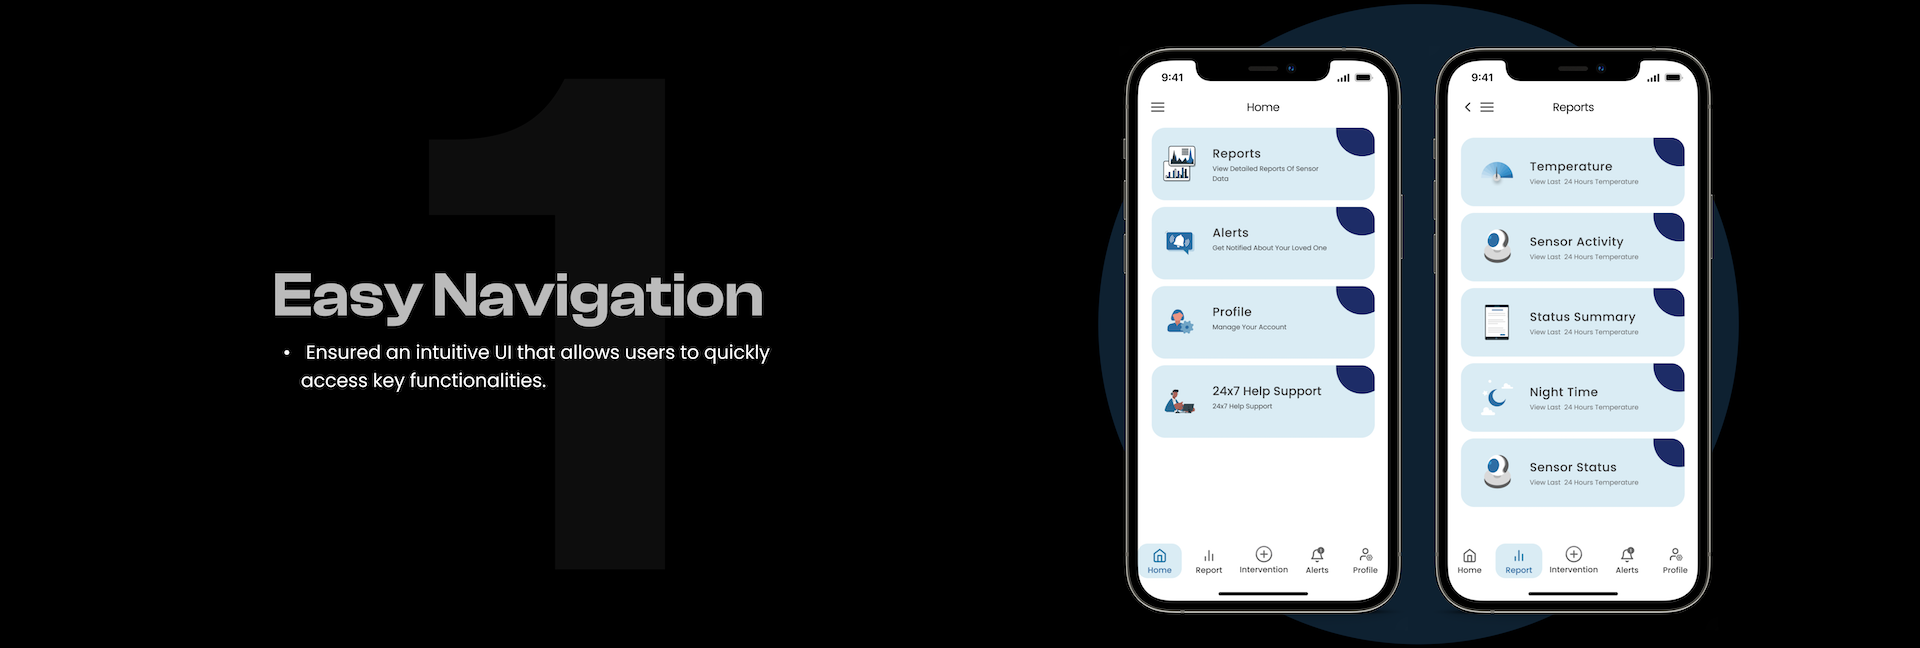 1
Easy Navigation
• Ensured an intuitive UI that allows users to quickly
access key functionalities.
9:41
Home
Reports
View Detailed Reports Of Sensor
Data
Alerts
Get Notified About Your Loved One
Profile
Manage Your Account
24x7 Help Support
24x7 Help Support
Home Report Intervention Alerts Profile
9:41
Reports
Temperature
View Last 24 Hours Temperature
Sensor Activity
View Last 24 Hours Temperature
Status Summary
View Last 24 Hours Temperature
Night Time
View Last 24 Hours Temperature
Sensor Status
View Last 24 Hours Temperature
Home Report Intervention Alerts Profile